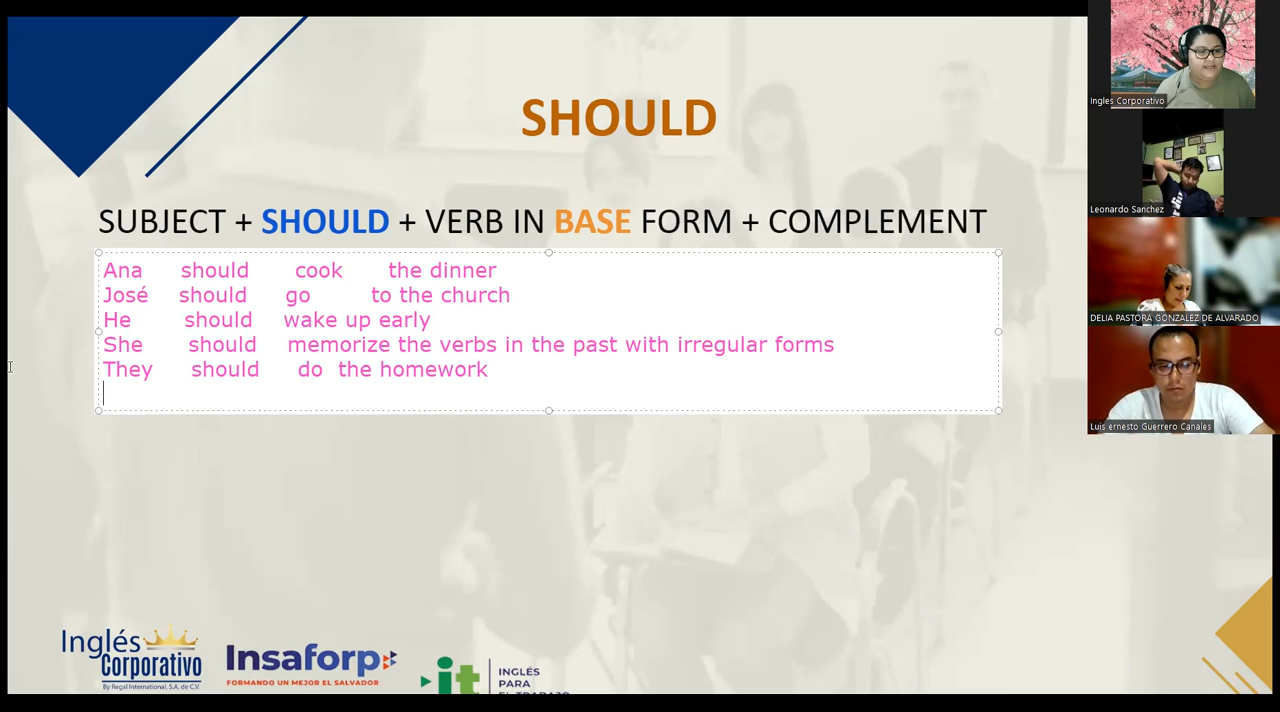 SHOULD
SUBJECT + SHOULD + VERB IN BASE FORM + COMPLEMENT
Ana should cook the dinner
José should go to the church
He should wake up early
She should memorize the verbs in the past with irregular forms
They should do the homework
Inglés
Corporativo
By Regal International, S.A. de C.V.
Insaforp
FORMANDO UN MEJOR EL SALVADOR
it
INGLÉS
PARA
EL TRABAJO
Ingles Corporativo
Leonardo Sanchez
DELIA PASTORA GONZALEZ DE ALVARADO
Luis ernesto Guerrero Canales